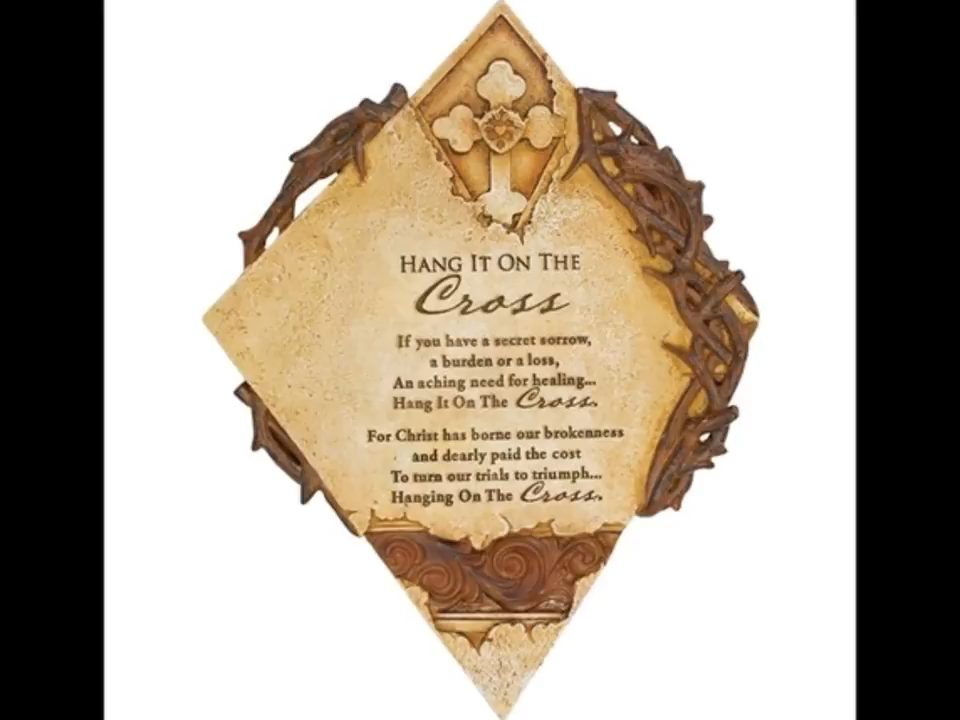 HANG IT ON THE
Cross
If you have a secret sorrow,
a burden or a loss,
An aching need for healing...
Hang It On The Cross.
For Christ has borne our brokenness
and dearly paid the cost
To turn our trials to triumph...
Hanging On The Cross.